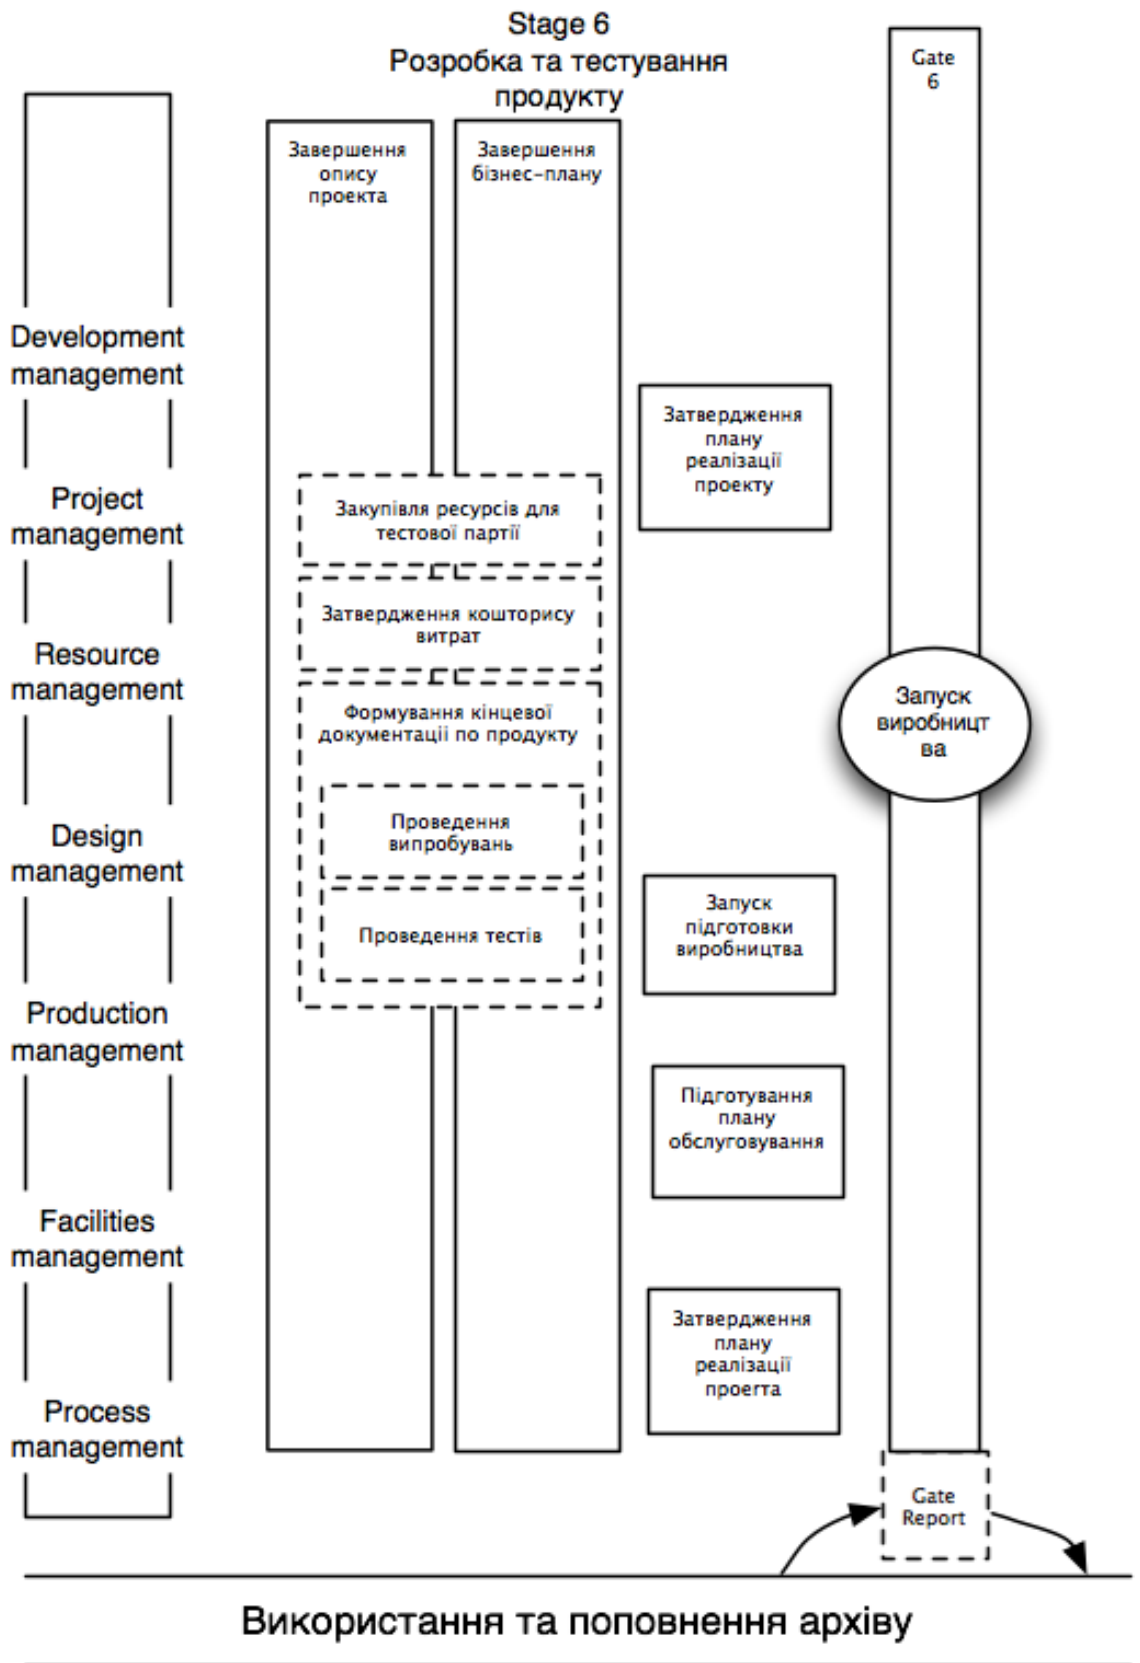 Stage 6
Розробка та тестування
продукту
Gate
6
Завершення
опису
проекта
Завершення
бізнес-плану
Development
management
Затвердження
плану
реалізації
проекту
Project
management
Закупівля ресурсів для
тестової партії
Затвердження кошторису
витрат
Resource
management
Формування кінцевої
документаціі по продукту
Запуск
виробницт
ва
Проведення
випробувань
Design
management
Проведення тестів
Запуск
підготовки
виробництва
Production
management
Підготування
плану
обслуговування
Facilities
management
Затвердження
плану
реалізації
проегта
Process
management
Gate
Report
Використання та поповнення архіву